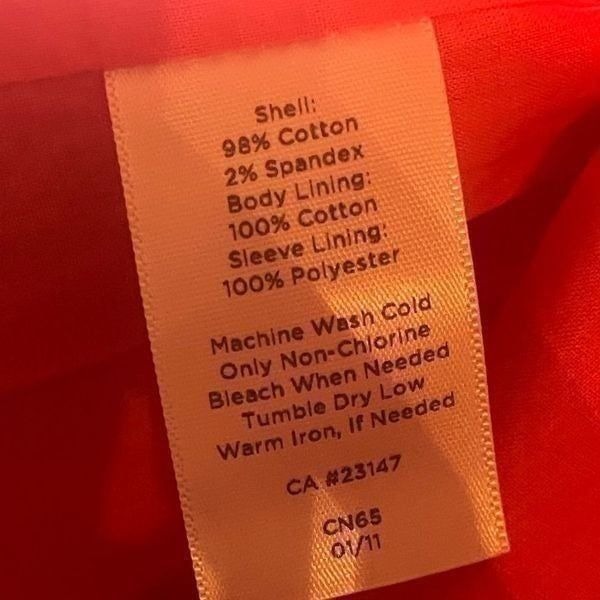 Shell:
98% Cotton
2% Spandex
Body Lining:
100% Cotton
Sleeve Lining:
100% Polyester
Machine Wash Cold
Only Non-Chlorine
Bleach When Needed
Tumble Dry Low
Warm Iron, If Needed
CA #23147
CN65
01/11